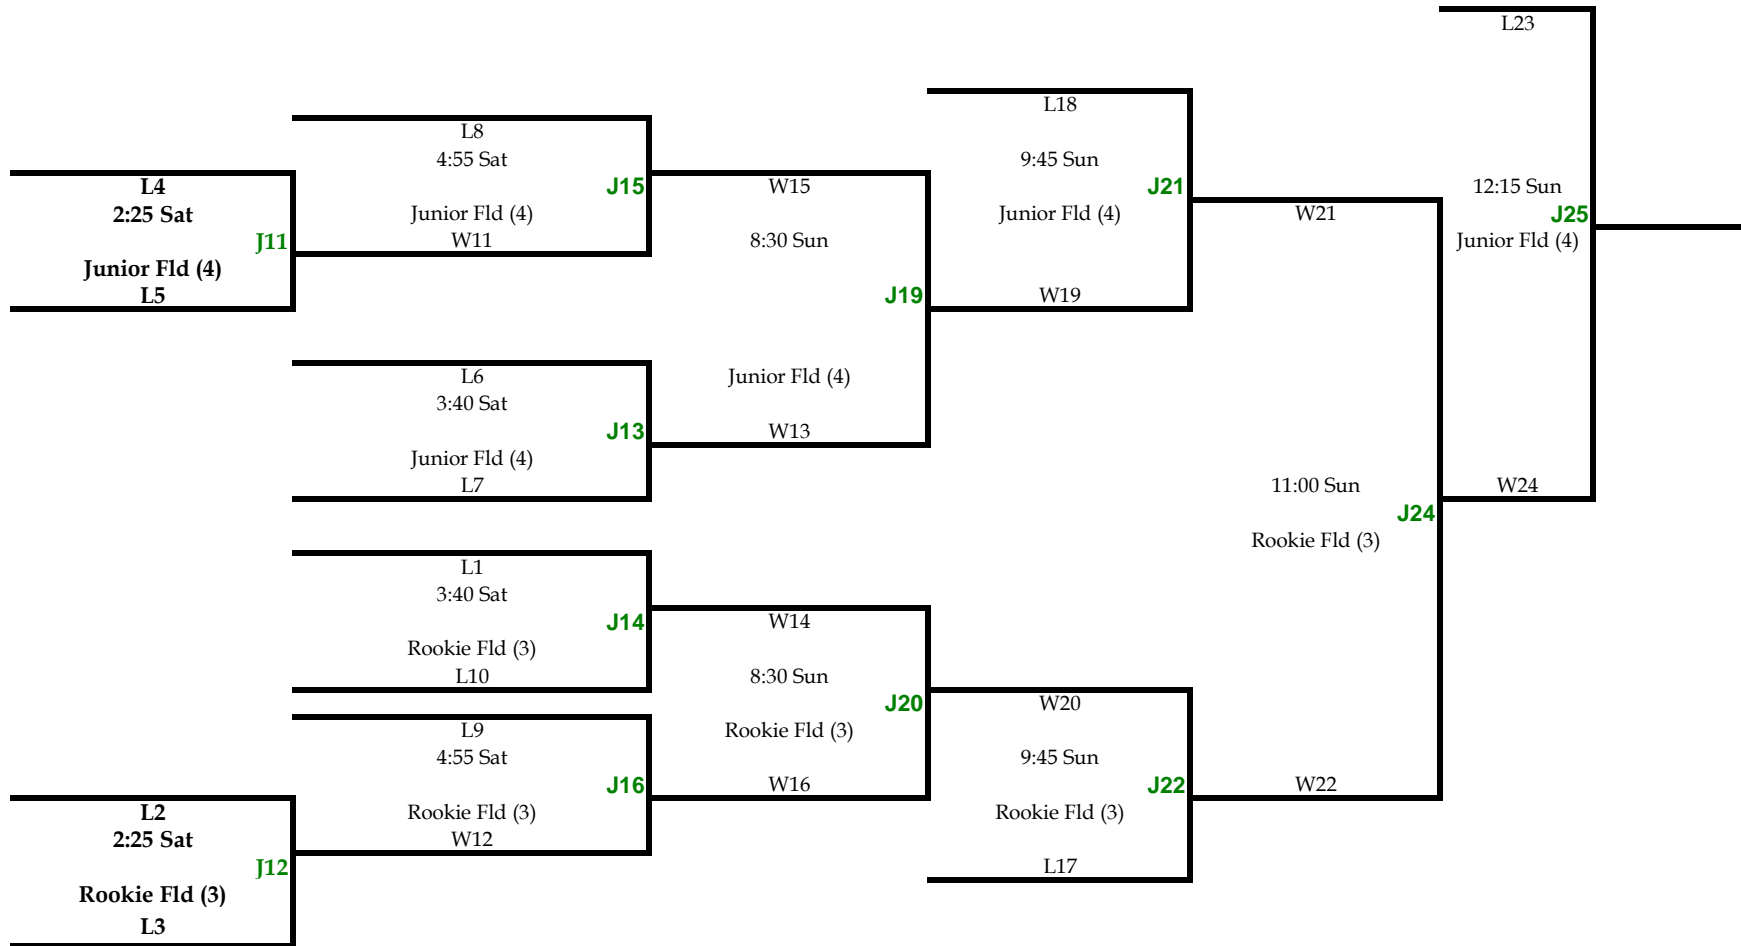 L23
L18
L8
4:55 Sat
9:45 Sun
L4
J15
W15
J21
12:15 Sun
2:25 Sat
Junior Fld (4)
Junior Fld (4)
W21
J25
J11
W11
8:30 Sun
Junior Fld (4)
Junior Fld (4)
L5
J19
W19
L6
Junior Fld (4)
3:40 Sat
J13
W13
Junior Fld (4)
L7
11:00 Sun
W24
J24
Rookie Fld (3)
L1
3:40 Sat
J14
W14
Rookie Fld (3)
L10
8:30 Sun
J20
W20
L9
Rookie Fld (3)
4:55 Sat
9:45 Sun
J16
W16
J22
W22
L2
Rookie Fld (3)
Rookie Fld (3)
2:25 Sat
W12
J12
L17
Rookie Fld (3)
L3